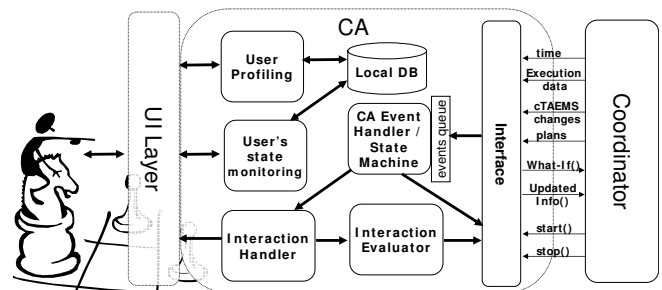 CA
UI Layer
User
Profiling
Local DB
User's
state
monitoring
CA Event
Handler /
State
Machine
events queue
Interaction
Handler
Interaction
Evaluator
Interface
time
Execution
data
cTAEMS
changes
plans
What-If()
Updated
Info()
start()
stop()
Coordinator